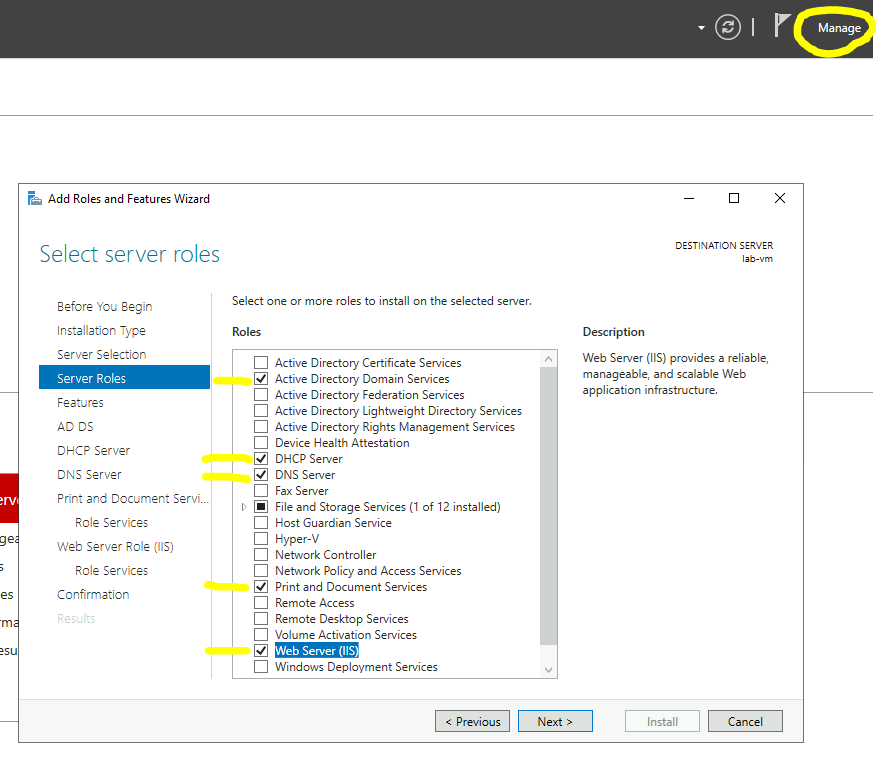 Manage
Add Roles and Features Wizard
Select server roles
DESTINATION SERVER
lab-vm
Before You Begin
Installation Type
Server Selection
Server Roles
Features
AD DS
DHCP Server
DNS Server
Print and Document Servi...
Role Services
Web Server Role (IIS)
Role Services
Confirmation
Results
Select one or more roles to install on the selected server.
Roles
Active Directory Certificate Services
Active Directory Domain Services
Active Directory Federation Services
Active Directory Lightweight Directory Services
Active Directory Rights Management Services
Device Health Attestation
DHCP Server
DNS Server
Fax Server
File and Storage Services (1 of 12 installed)
Host Guardian Service
Hyper-V
Network Controller
Network Policy and Access Services
Print and Document Services
Remote Access
Remote Desktop Services
Volume Activation Services
Web Server (IIS)
Windows Deployment Services
Description
Web Server (IIS) provides a reliable,
manageable, and scalable Web
application infrastructure.
< Previous
Next >
Install
Cancel